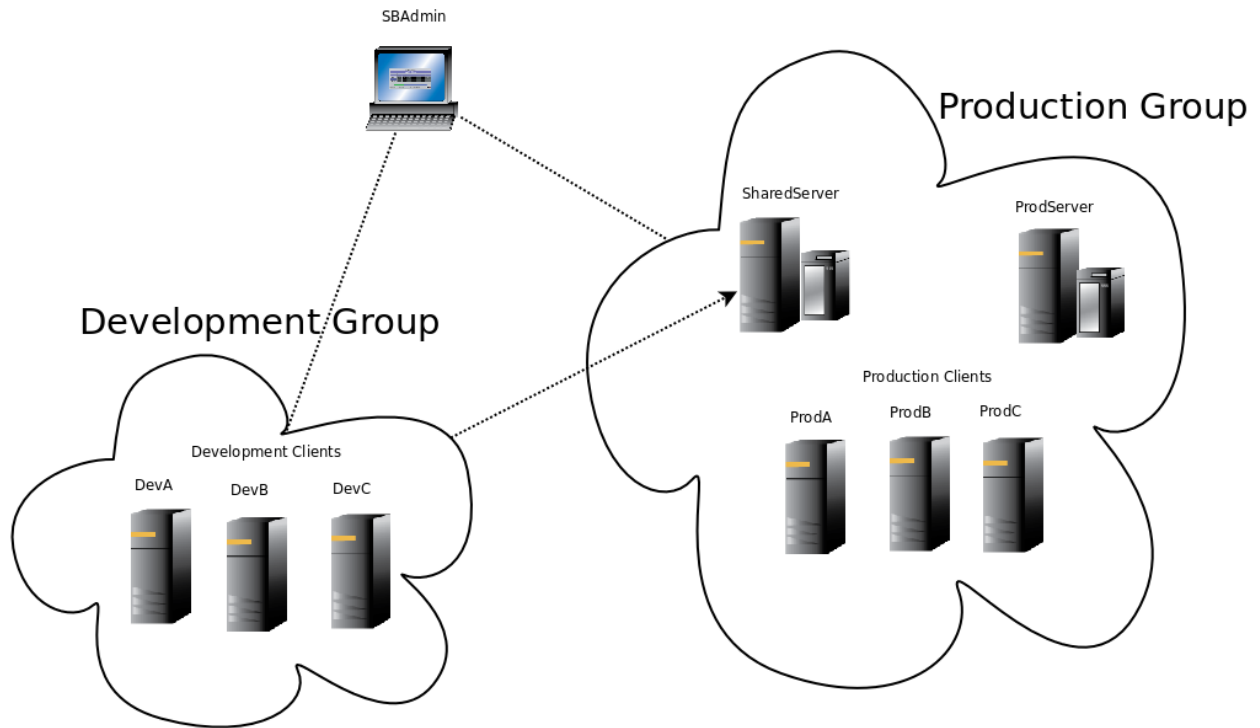 SBAdmin
Production Group
SharedServer
ProdServer
Development Group
Production Clients
ProdA
ProdB
ProdC
Development Clients
DevA
DevB
DevC